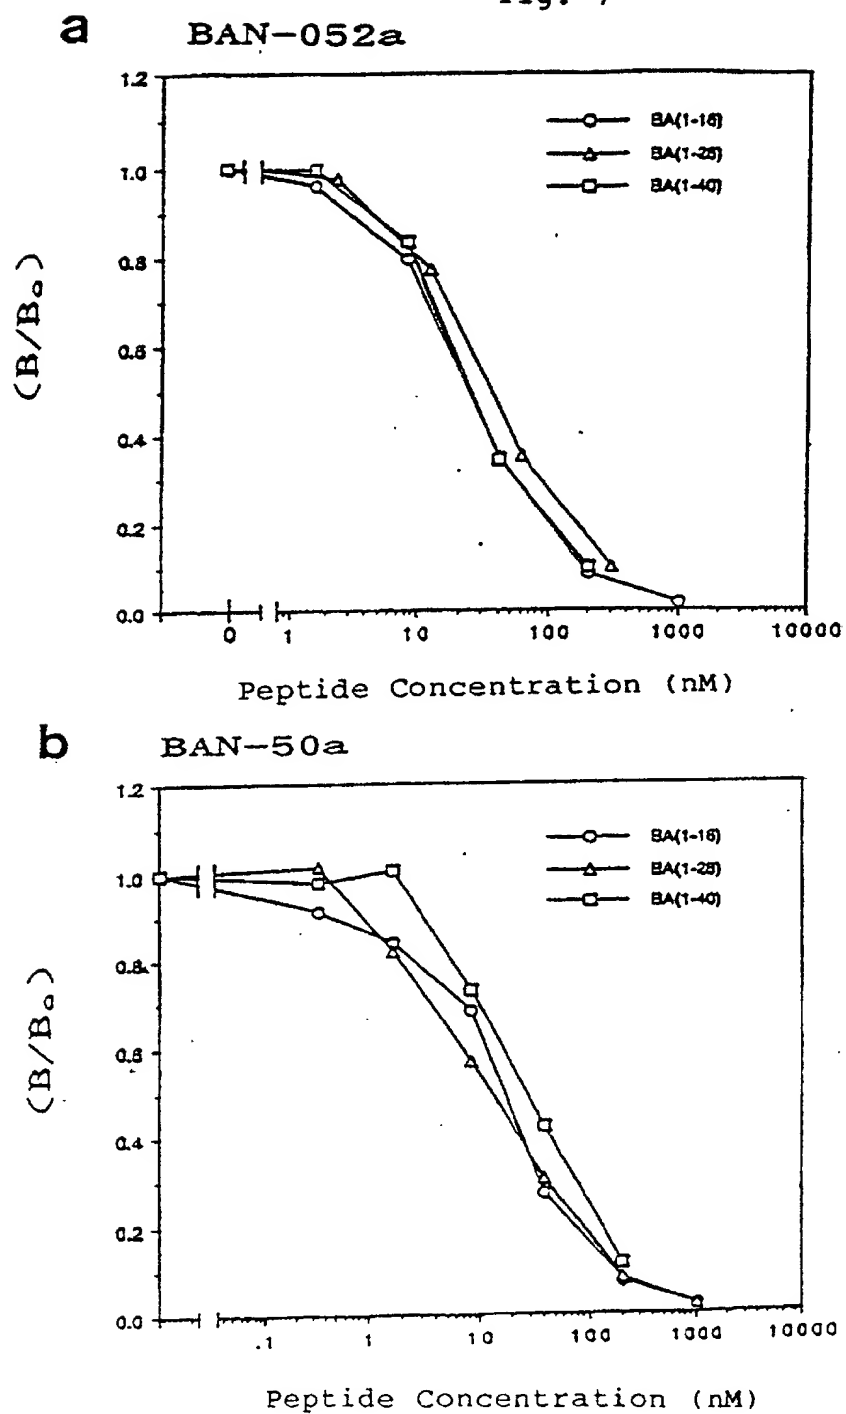 a BAN-052a
1.2
1.0
0.8
0.6
0.4
0.2
0.0
BA(1-16)
BA(1-28)
BA(1-40)
(B/B₀)
0 1 10 100 1000 10000
Peptide Concentration (nM)
b BAN-50a
1.2
1.0
0.8
0.6
0.4
0.2
0.0
BA(1-16)
BA(1-28)
BA(1-40)
(B/B₀)
.1 1 10 100 1000 10000
Peptide Concentration (nM)